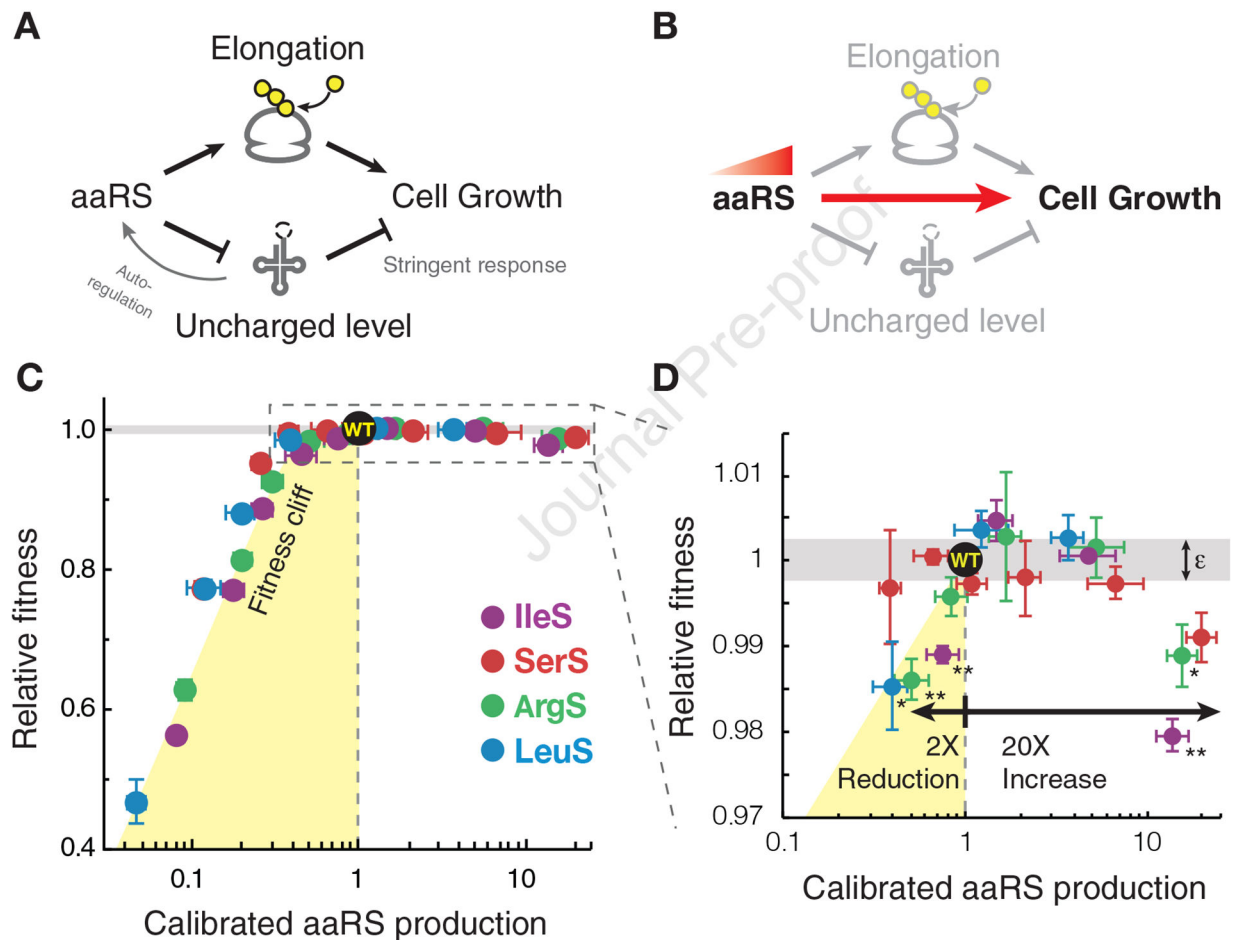 A
Elongation
aaRS
Cell Growth
Auto-
regulation
Stringent response
Uncharged level
B
Elongation
aaRS
Cell Growth
Uncharged level
Journal Pre-proof
C
1.0
0.8
0.6
0.4
Relative fitness
WT
Fitness cliff
IleS
SerS
ArgS
LeuS
0.1
1
10
Calibrated aaRS production
D
1.01
1
0.99
0.98
0.97
Relative fitness
WT
ε
**
*
**
*
**
2X
Reduction
20X
Increase
0.1
1
10
Calibrated aaRS production